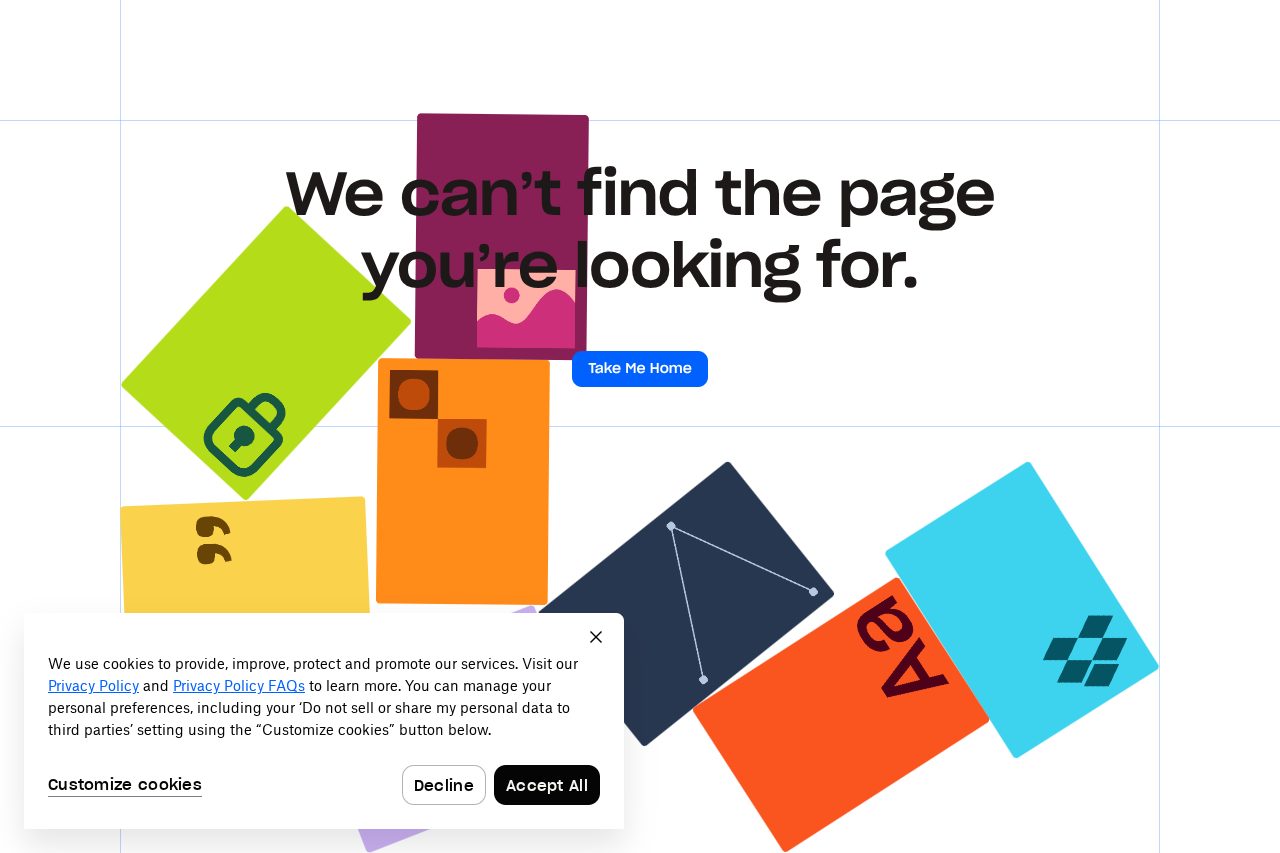 We can’t find the page
you’re looking for.
Take Me Home
Aa
We use cookies to provide, improve, protect and promote our services. Visit our
Privacy Policy and Privacy Policy FAQs to learn more. You can manage your
personal preferences, including your ‘Do not sell or share my personal data to
third parties’ setting using the “Customize cookies” button below.
Customize cookies
Decline
Accept All